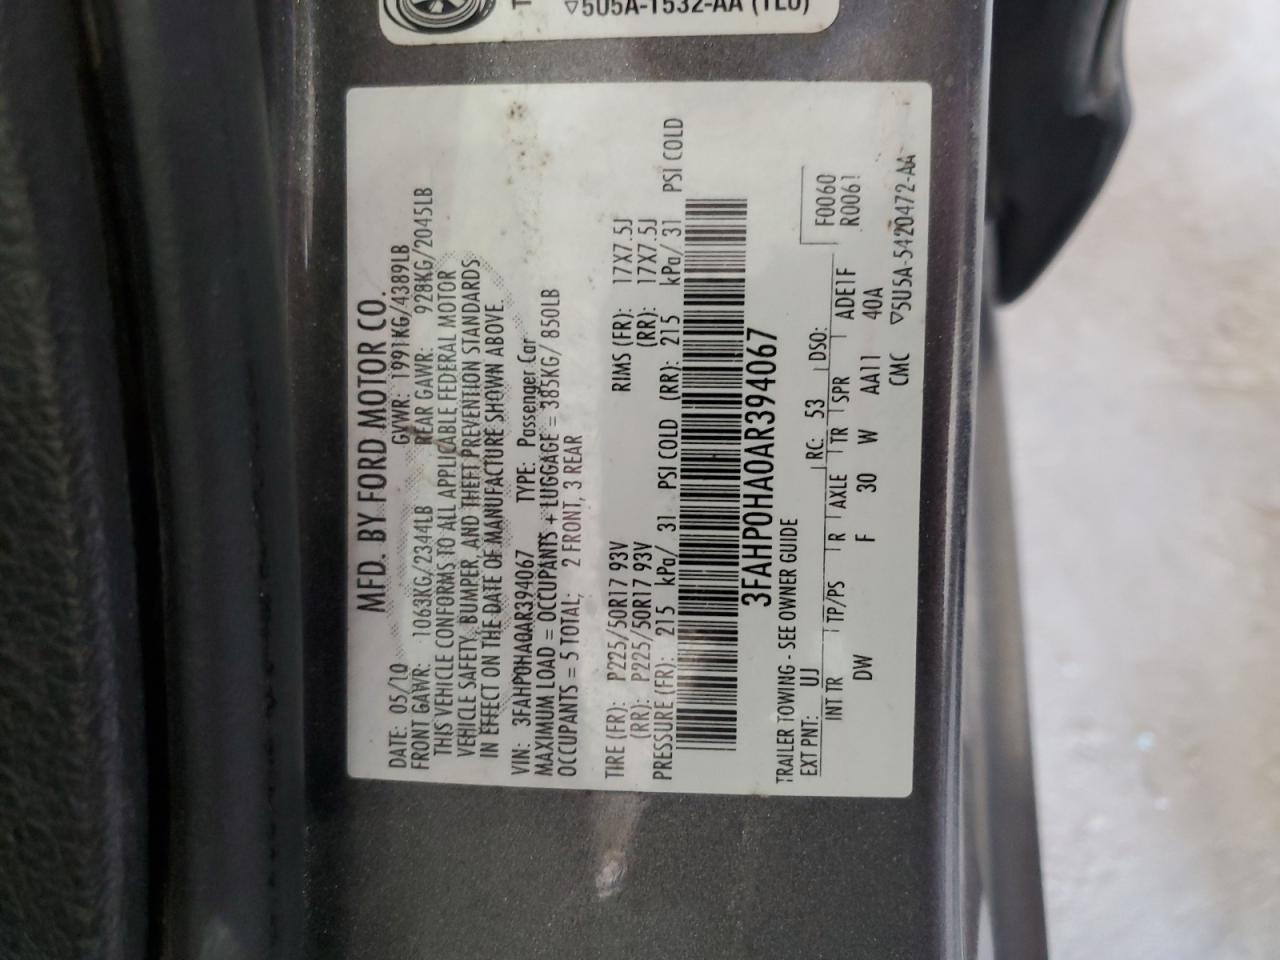 5U5A-1532-AA (TLU)
MFD. BY FORD MOTOR CO.
DATE: 05/10 GVWR: 1991KG/4389LB
FRONT GAWR: 1063KG/2344LB REAR GAWR: 928KG/2045LB
THIS VEHICLE CONFORMS TO ALL APPLICABLE FEDERAL MOTOR
VEHICLE SAFETY, BUMPER, AND THEFT PREVENTION STANDARDS
IN EFFECT ON THE DATE OF MANUFACTURE SHOWN ABOVE.
VIN: 3FAHP0HA0AR394067 TYPE: Passenger Car
MAXIMUM LOAD = OCCUPANTS + LUGGAGE = 385KG/ 850LB
OCCUPANTS = 5 TOTAL; 2 FRONT, 3 REAR
TIRE (FR): P225/50R17 93V RIMS (FR): 17X7.5J
(RR): P225/50R17 93V (RR): 17X7.5J
PRESSURE (FR): 215 kPa/ 31 PSI COLD (RR): 215 kPa/ 31 PSI COLD
3FAHP0HA0AR394067
TRAILER TOWING - SEE OWNER GUIDE
EXT PNT: UJ RC: 53 DSO: F0060
INT TR TP/PS R AXLE TR SPR ADE1F R0061
DW F 30 W AA11 40A
CMC ▽5U5A-5420472-AA